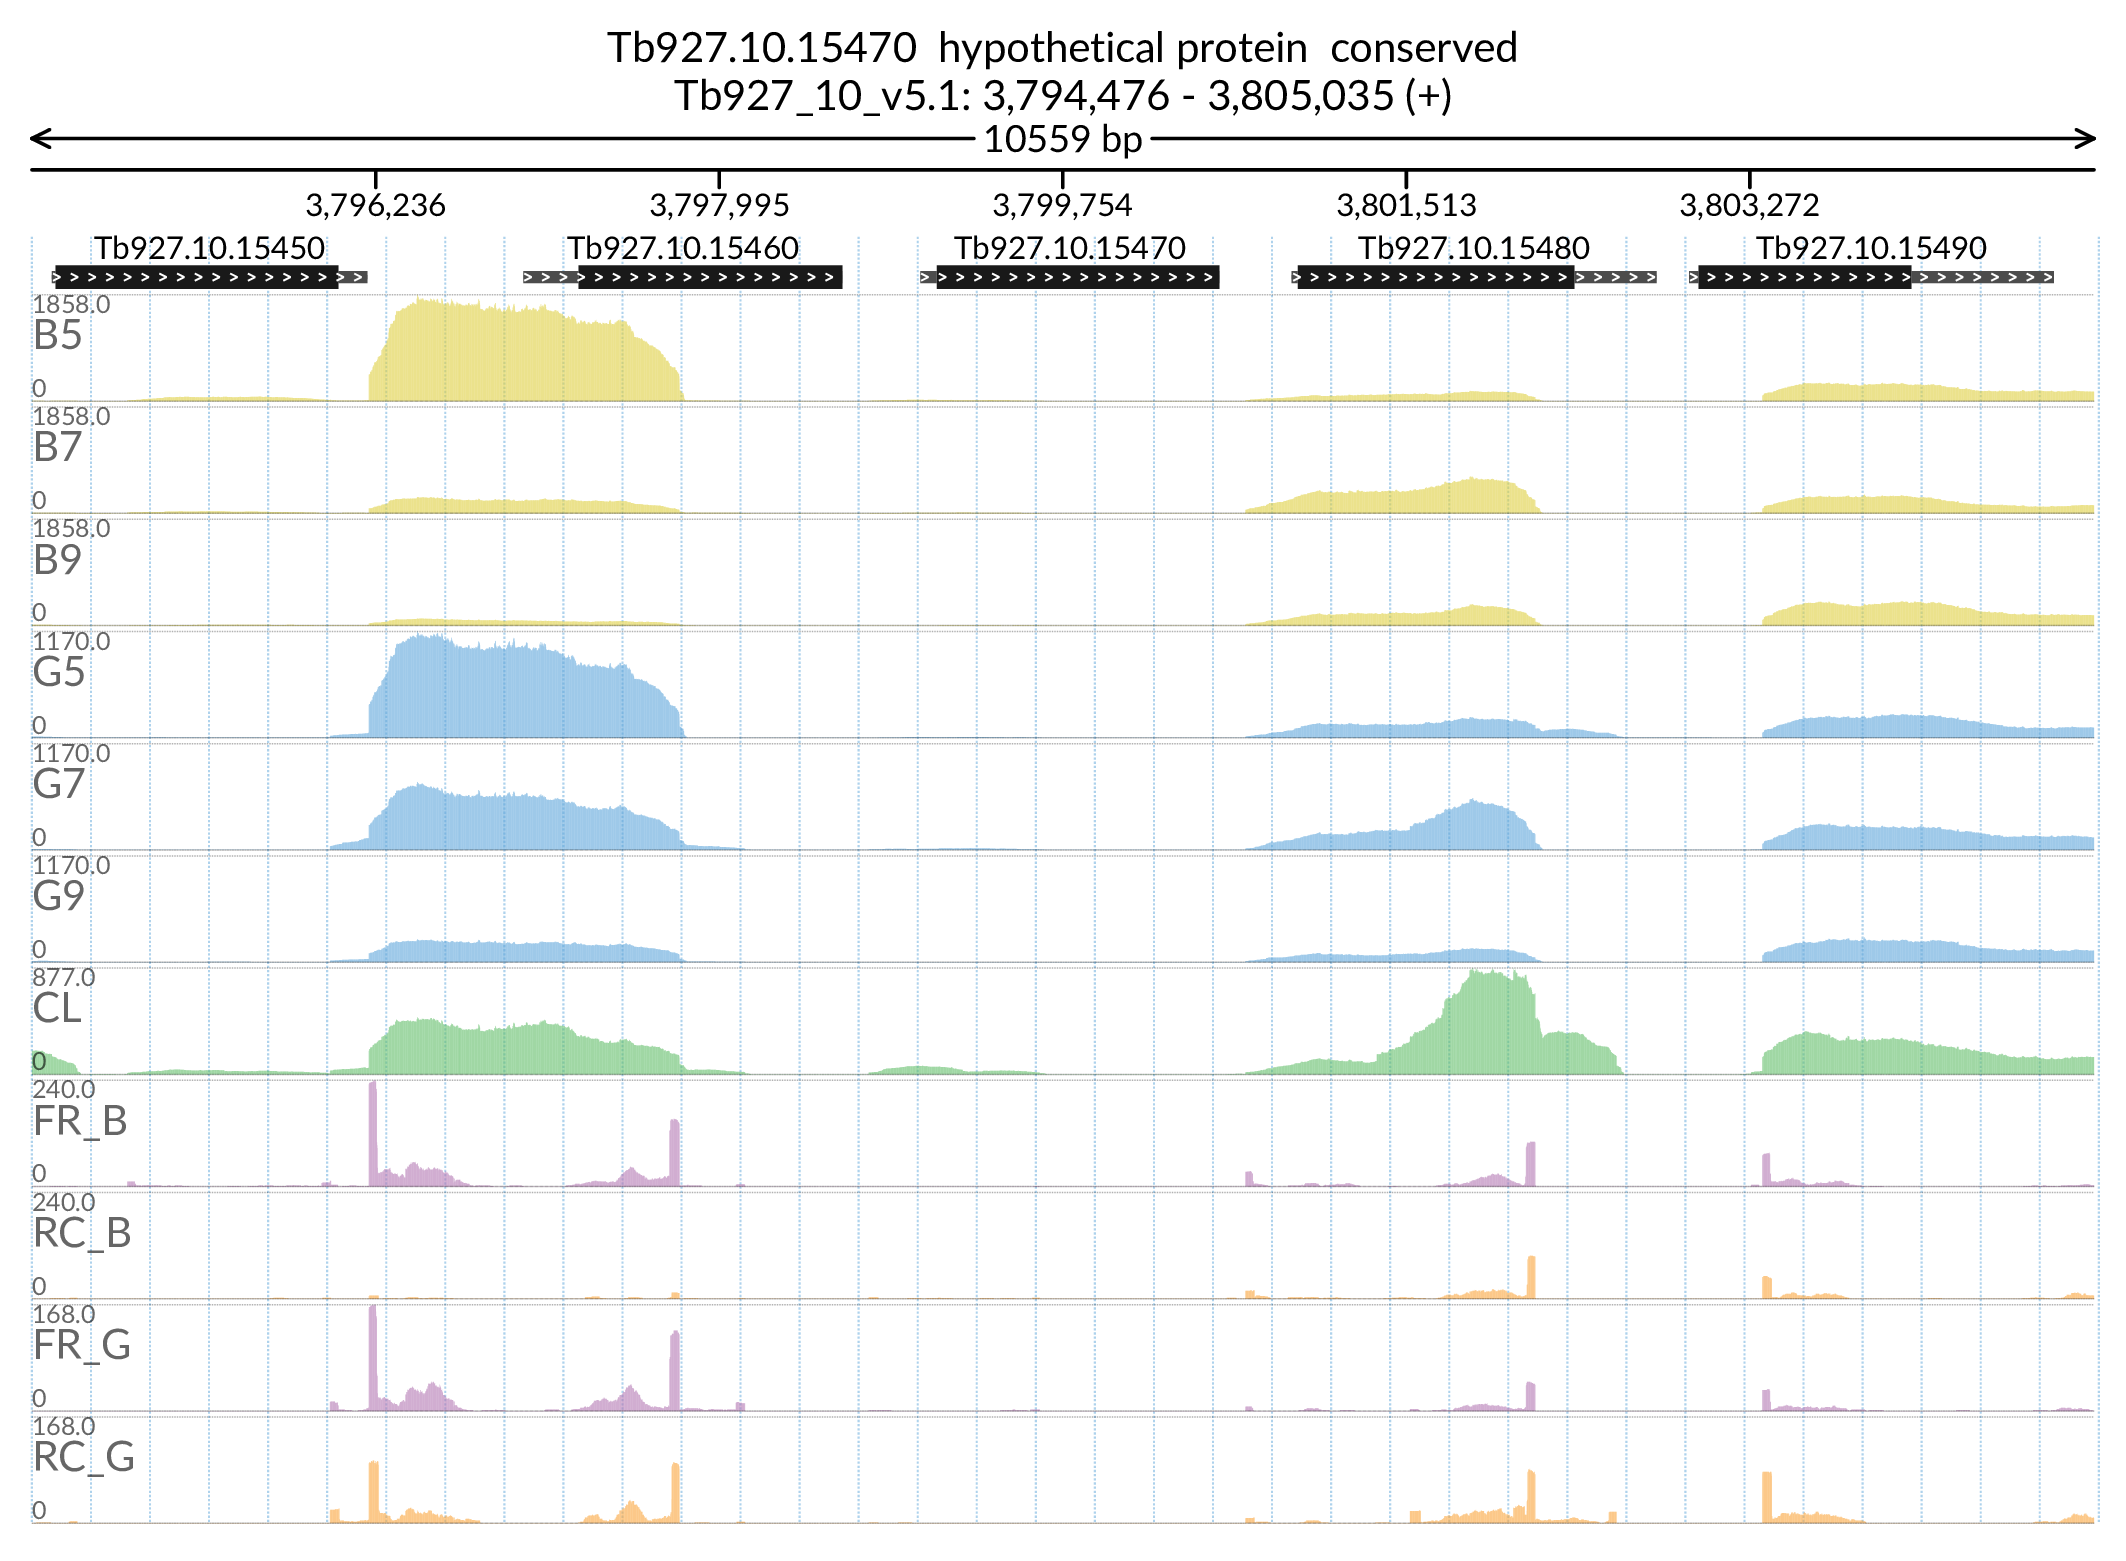 Tb927.10.15470 hypothetical protein conserved
Tb927_10_v5.1: 3,794,476 - 3,805,035 (+)
10559 bp
3,796,236 3,797,995 3,799,754 3,801,513 3,803,272
Tb927.10.15450 Tb927.10.15460 Tb927.10.15470 Tb927.10.15480 Tb927.10.15490
1858.0
B5
0
1858.0
B7
0
1858.0
B9
0
1170.0
G5
0
1170.0
G7
0
1170.0
G9
0
877.0
CL
0
240.0
FR_B
0
240.0
RC_B
0
168.0
FR_G
0
168.0
RC_G
0